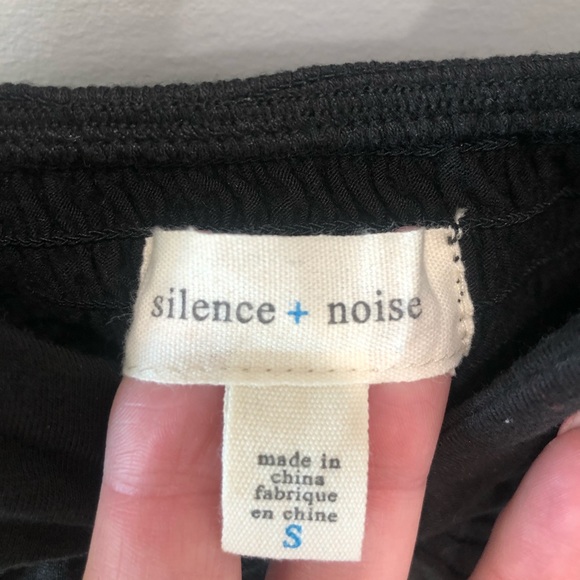 silence + noise
made in
china
fabrique
en chine
S